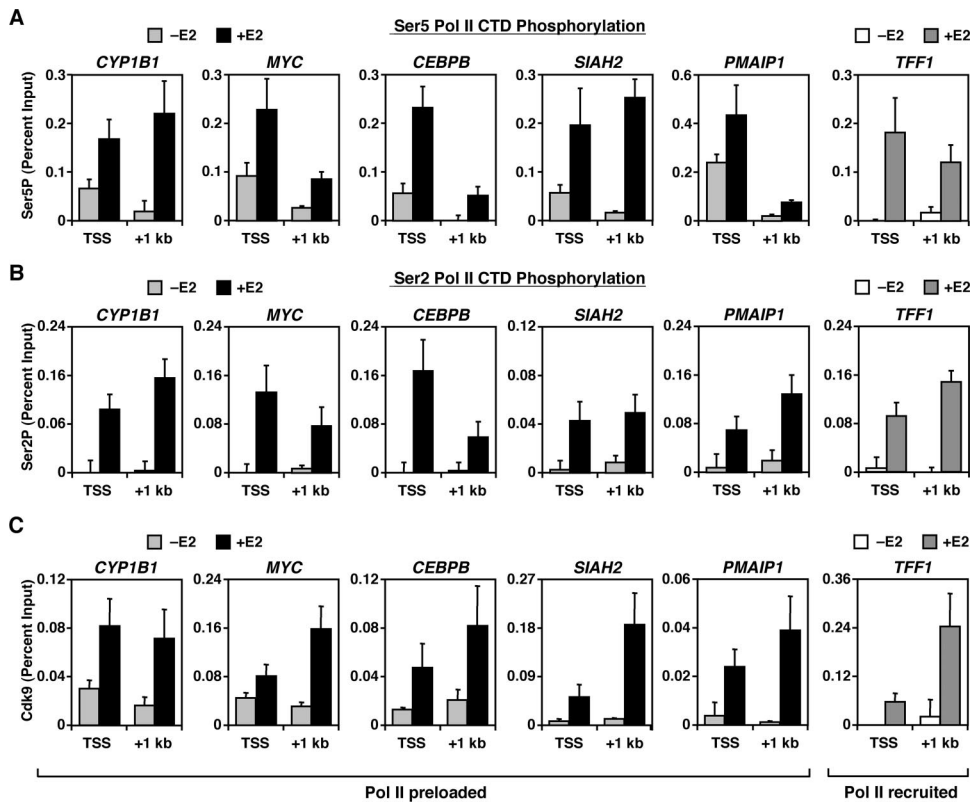 A
Ser5 Pol II CTD Phosphorylation
–E2 +E2
–E2 +E2
CYP1B1 MYC CEBPB SIAH2 PMAIP1 TFF1
Ser5P (Percent Input)
0.3 0.3 0.3 0.3 0.6 0.3
0.2 0.2 0.2 0.2 0.4 0.2
0.1 0.1 0.1 0.1 0.2 0.1
0 0 0 0 0 0
TSS +1 kb TSS +1 kb TSS +1 kb TSS +1 kb TSS +1 kb TSS +1 kb
B
Ser2 Pol II CTD Phosphorylation
–E2 +E2
–E2 +E2
CYP1B1 MYC CEBPB SIAH2 PMAIP1 TFF1
Ser2P (Percent Input)
0.24 0.24 0.24 0.12 0.24 0.24
0.16 0.16 0.16 0.08 0.16 0.16
0.08 0.08 0.08 0.04 0.08 0.08
0 0 0 0 0 0
TSS +1 kb TSS +1 kb TSS +1 kb TSS +1 kb TSS +1 kb TSS +1 kb
C
–E2 +E2
–E2 +E2
CYP1B1 MYC CEBPB SIAH2 PMAIP1 TFF1
Cdk9 (Percent Input)
0.12 0.24 0.12 0.27 0.06 0.36
0.08 0.16 0.08 0.18 0.04 0.24
0.04 0.08 0.04 0.09 0.02 0.12
0 0 0 0 0 0
TSS +1 kb TSS +1 kb TSS +1 kb TSS +1 kb TSS +1 kb TSS +1 kb
Pol II preloaded
Pol II recruited